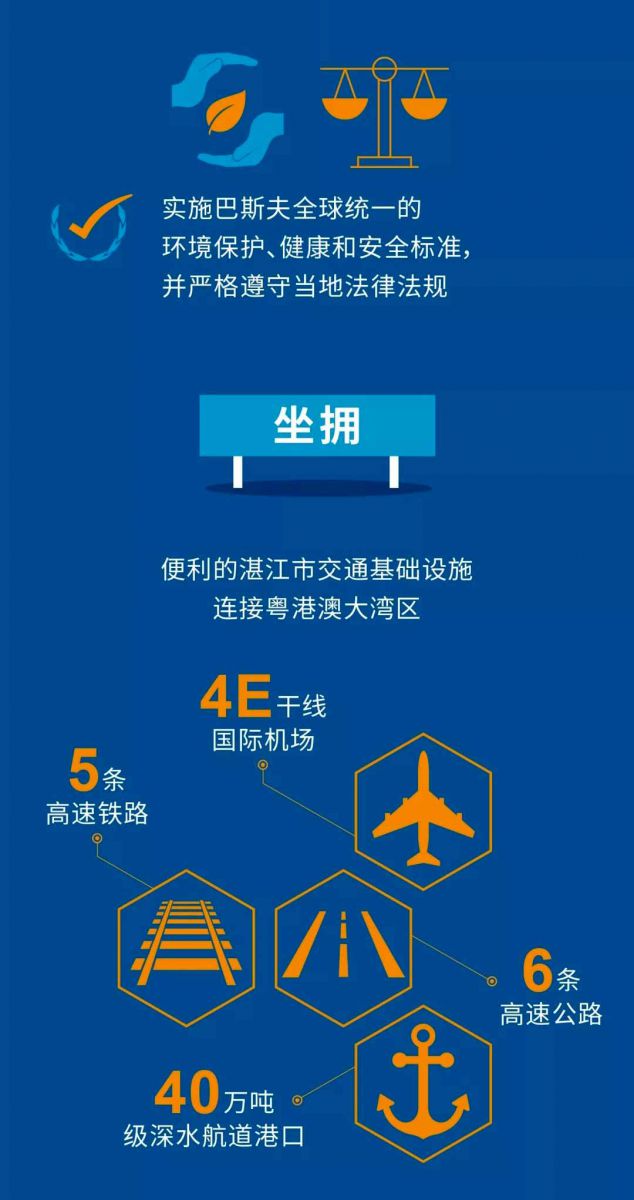 实施巴斯夫全球统一的
环境保护、健康和安全标准，
并严格遵守当地法律法规
坐拥
便利的湛江市交通基础设施
连接粤港澳大湾区
4E干线
国际机场
5条
高速铁路
6条
高速公路
40万吨
级深水航道港口